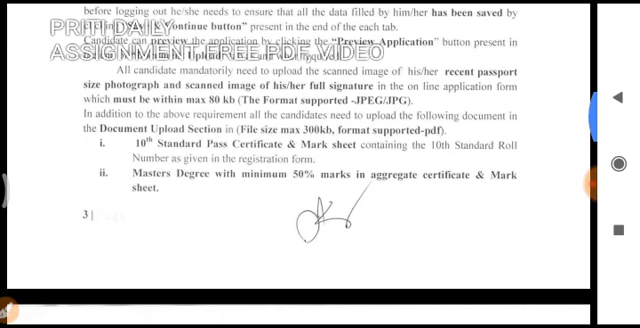 before logging out he/she needs to ensure that all the data filled by him/her has been saved by
PRITI DAILY
ontinue button" present in the end of the each tab.
Candidate can preview the application by clicking the "Preview Application" button present in
ASSIGNMENT FREE PDF VIDEO
All candidate mandatorily need to upload the scanned image of his/her recent passport
size photograph and scanned image of his/her full signature in the on line application form
which must be within max 80 kb (The Format supported -JPEG/JPG).
In addition to the above requirement all the candidates need to upload the following document in
the Document Upload Section in (File size max 300kb, format supported-pdf).
i. 10th Standard Pass Certificate & Mark sheet containing the 10th Standard Roll
Number as given in the registration form.
ii. Masters Degree with minimum 50% marks in aggregate certificate & Mark
sheet.
3|